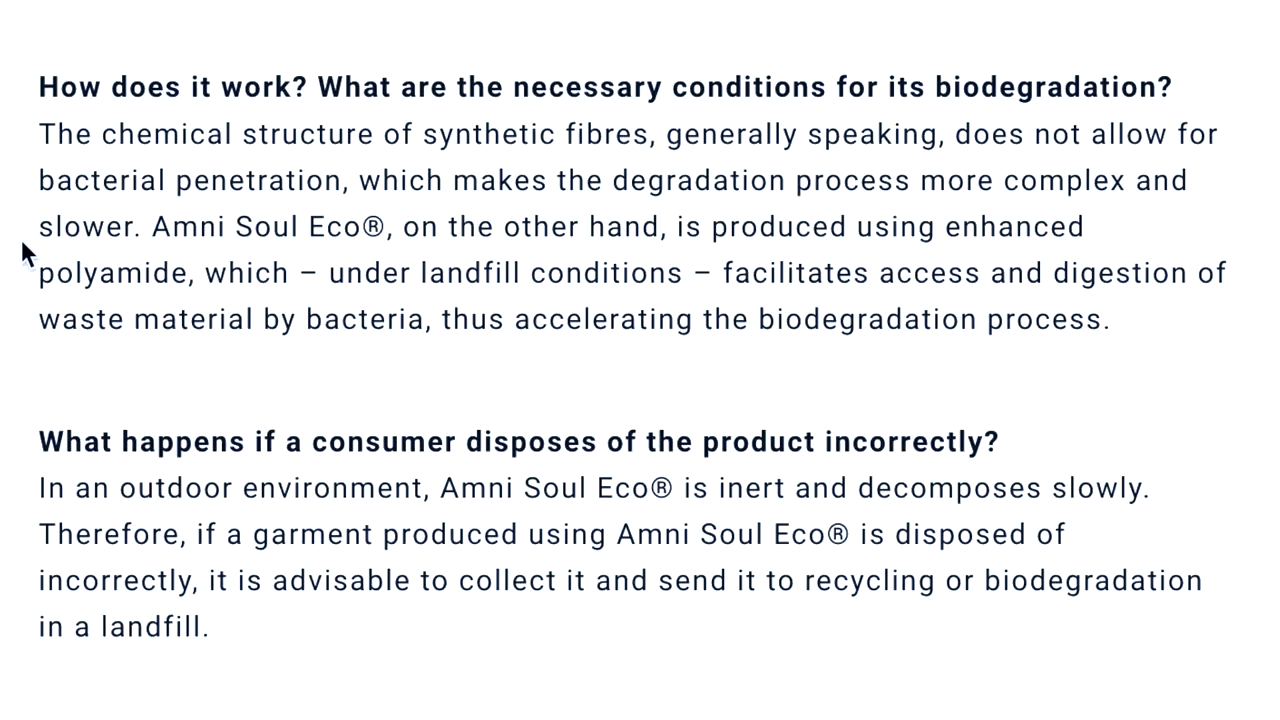 How does it work? What are the necessary conditions for its biodegradation?
The chemical structure of synthetic fibres, generally speaking, does not allow for
bacterial penetration, which makes the degradation process more complex and
slower. Amni Soul Eco®, on the other hand, is produced using enhanced
polyamide, which – under landfill conditions – facilitates access and digestion of
waste material by bacteria, thus accelerating the biodegradation process.
What happens if a consumer disposes of the product incorrectly?
In an outdoor environment, Amni Soul Eco® is inert and decomposes slowly.
Therefore, if a garment produced using Amni Soul Eco® is disposed of
incorrectly, it is advisable to collect it and send it to recycling or biodegradation
in a landfill.